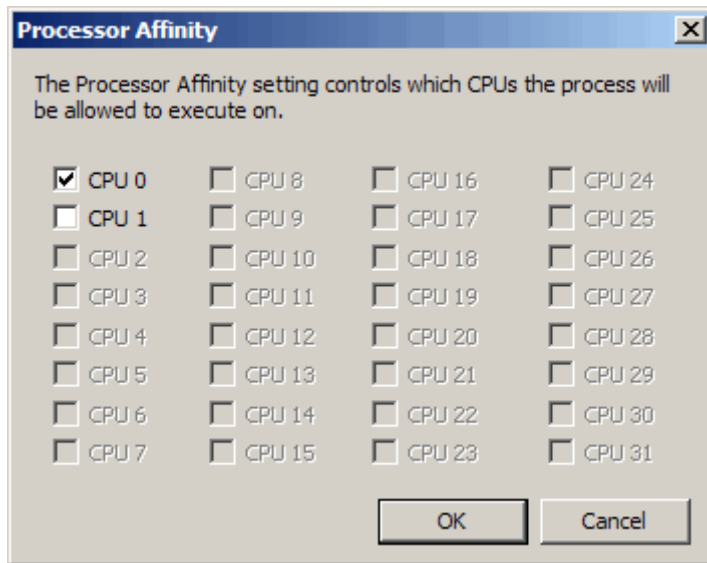 Processor Affinity
The Processor Affinity setting controls which CPUs the process will
be allowed to execute on.
CPU 0 CPU 8 CPU 16 CPU 24
CPU 1 CPU 9 CPU 17 CPU 25
CPU 2 CPU 10 CPU 18 CPU 26
CPU 3 CPU 11 CPU 19 CPU 27
CPU 4 CPU 12 CPU 20 CPU 28
CPU 5 CPU 13 CPU 21 CPU 29
CPU 6 CPU 14 CPU 22 CPU 30
CPU 7 CPU 15 CPU 23 CPU 31
OK Cancel